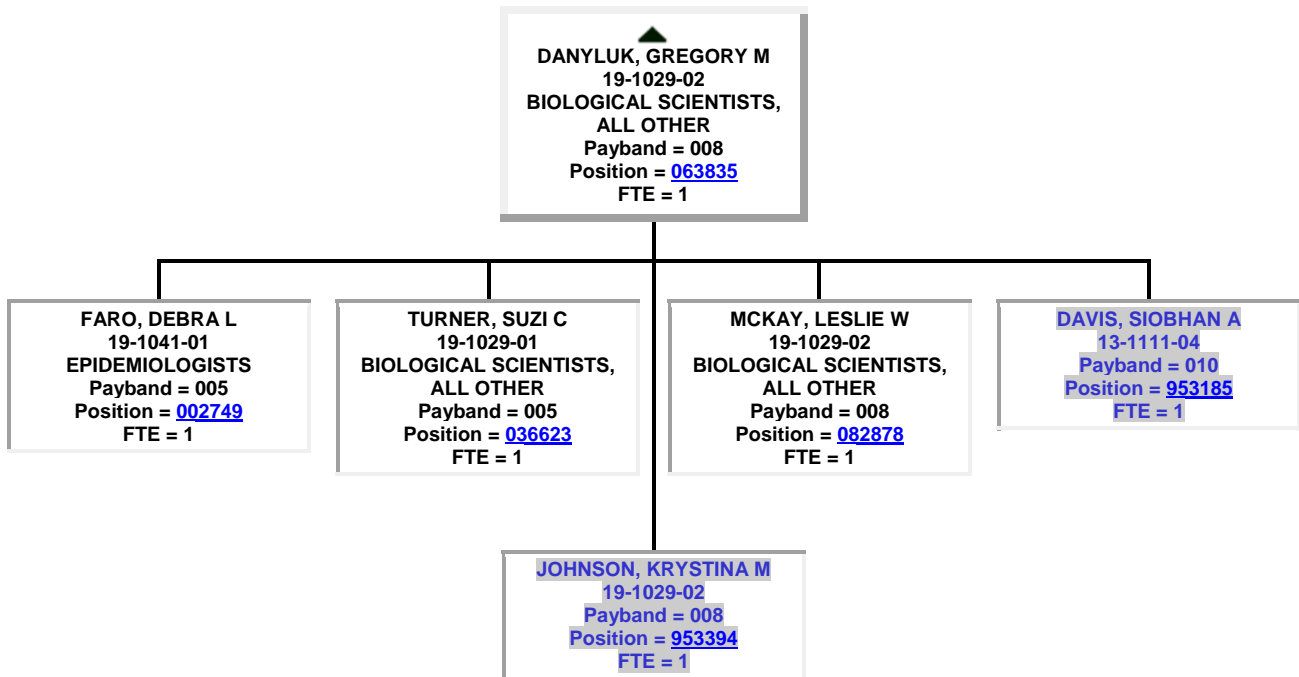 DANYLUK, GREGORY M
19-1029-02
BIOLOGICAL SCIENTISTS,
ALL OTHER
Payband = 008
Position = 063835
FTE = 1
FARO, DEBRA L
19-1041-01
EPIDEMIOLOGISTS
Payband = 005
Position = 002749
FTE = 1
TURNER, SUZI C
19-1029-01
BIOLOGICAL SCIENTISTS,
ALL OTHER
Payband = 005
Position = 036623
FTE = 1
MCKAY, LESLIE W
19-1029-02
BIOLOGICAL SCIENTISTS,
ALL OTHER
Payband = 008
Position = 082878
FTE = 1
DAVIS, SIOBHAN A
13-1111-04
Payband = 010
Position = 953185
FTE = 1
JOHNSON, KRYSTINA M
19-1029-02
Payband = 008
Position = 953394
FTE = 1